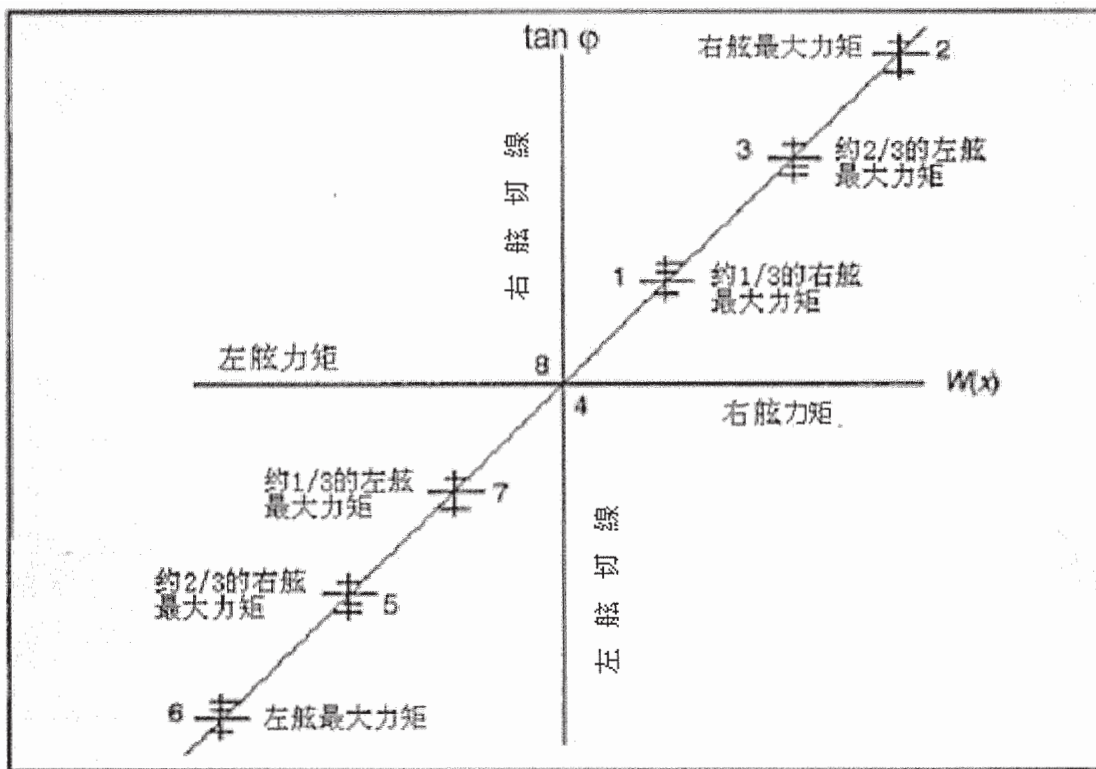 tan φ
右舷最大力矩
2
3
约2/3的左舷
最大力矩
右舷切線
1
约1/3的右舷
最大力矩
左舷力矩
8
W(x)
4
右舷力矩.
约1/3的左舷
最大力矩
7
左舷切線
约2/3的右舷
最大力矩
5
6
左舷最大力矩